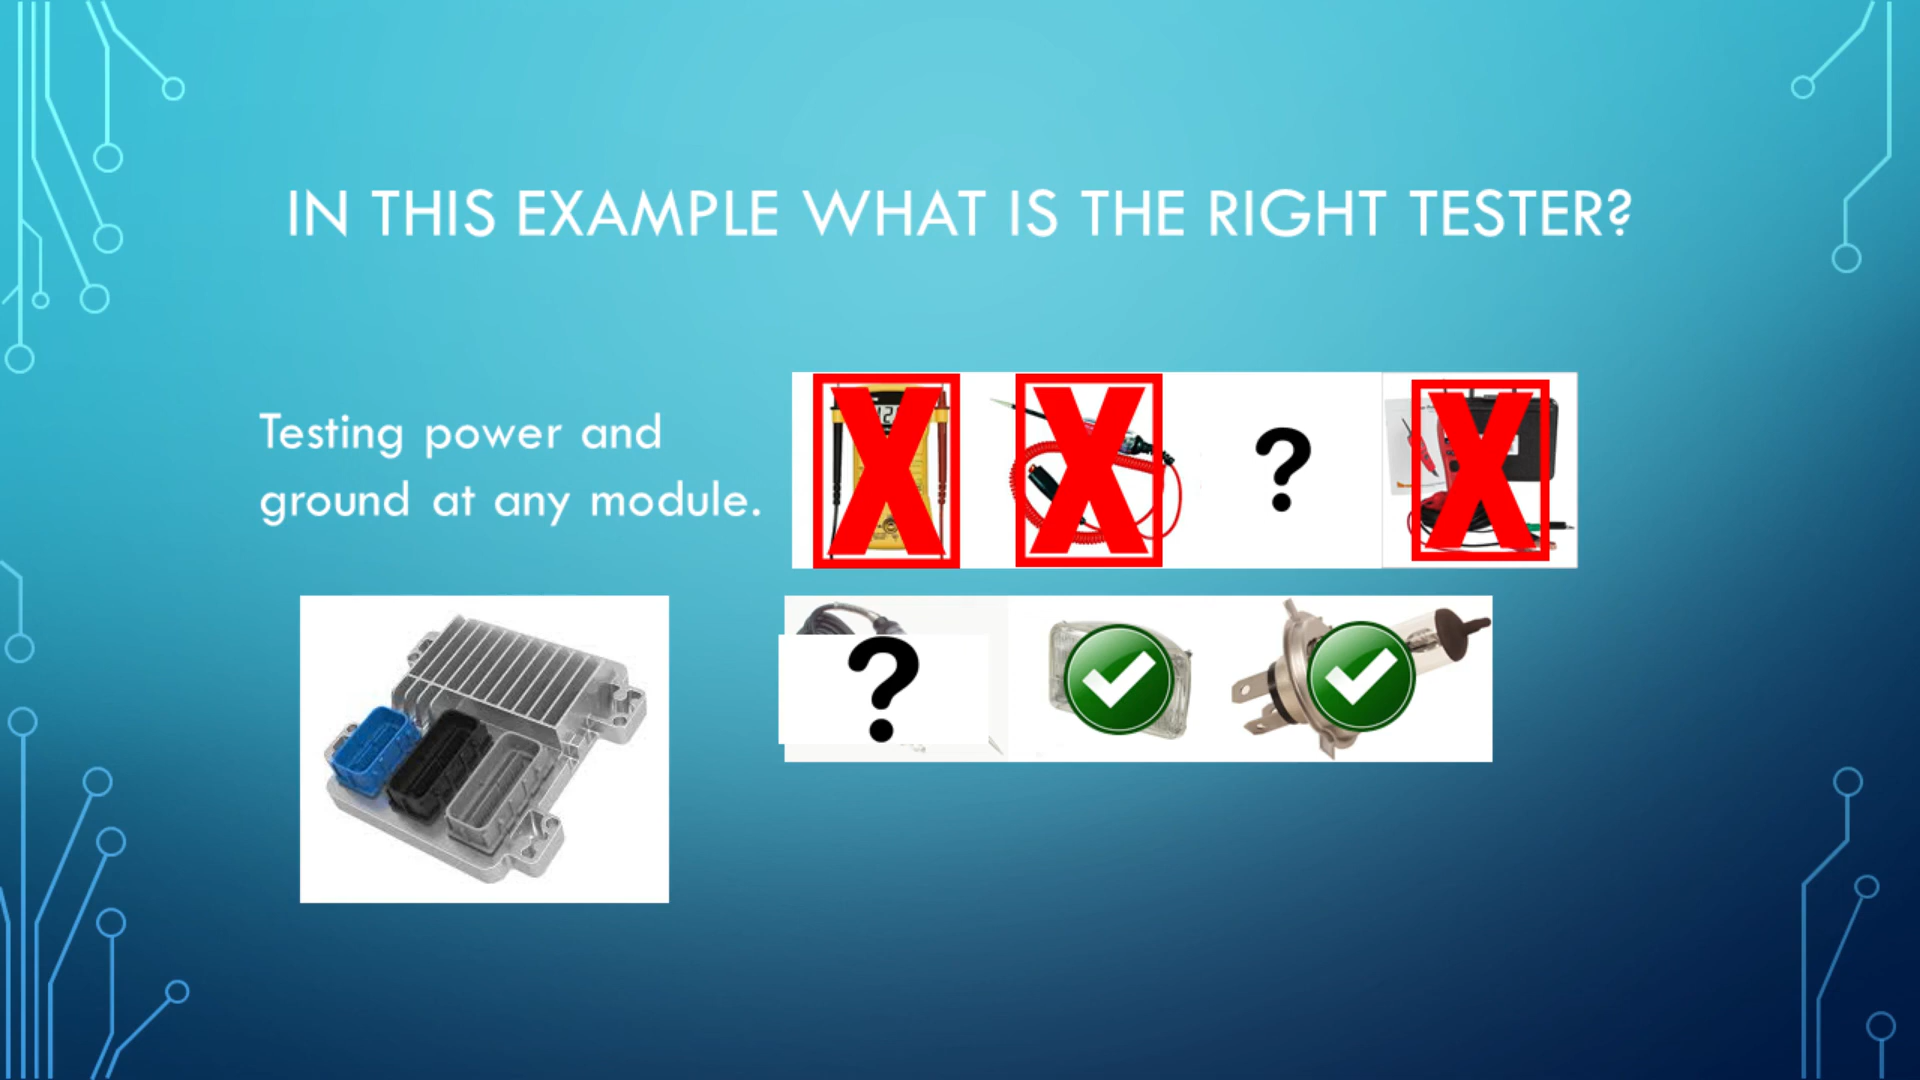 IN THIS EXAMPLE WHAT IS THE RIGHT TESTER?
Testing power and
ground at any module.
X
X
?
X
?